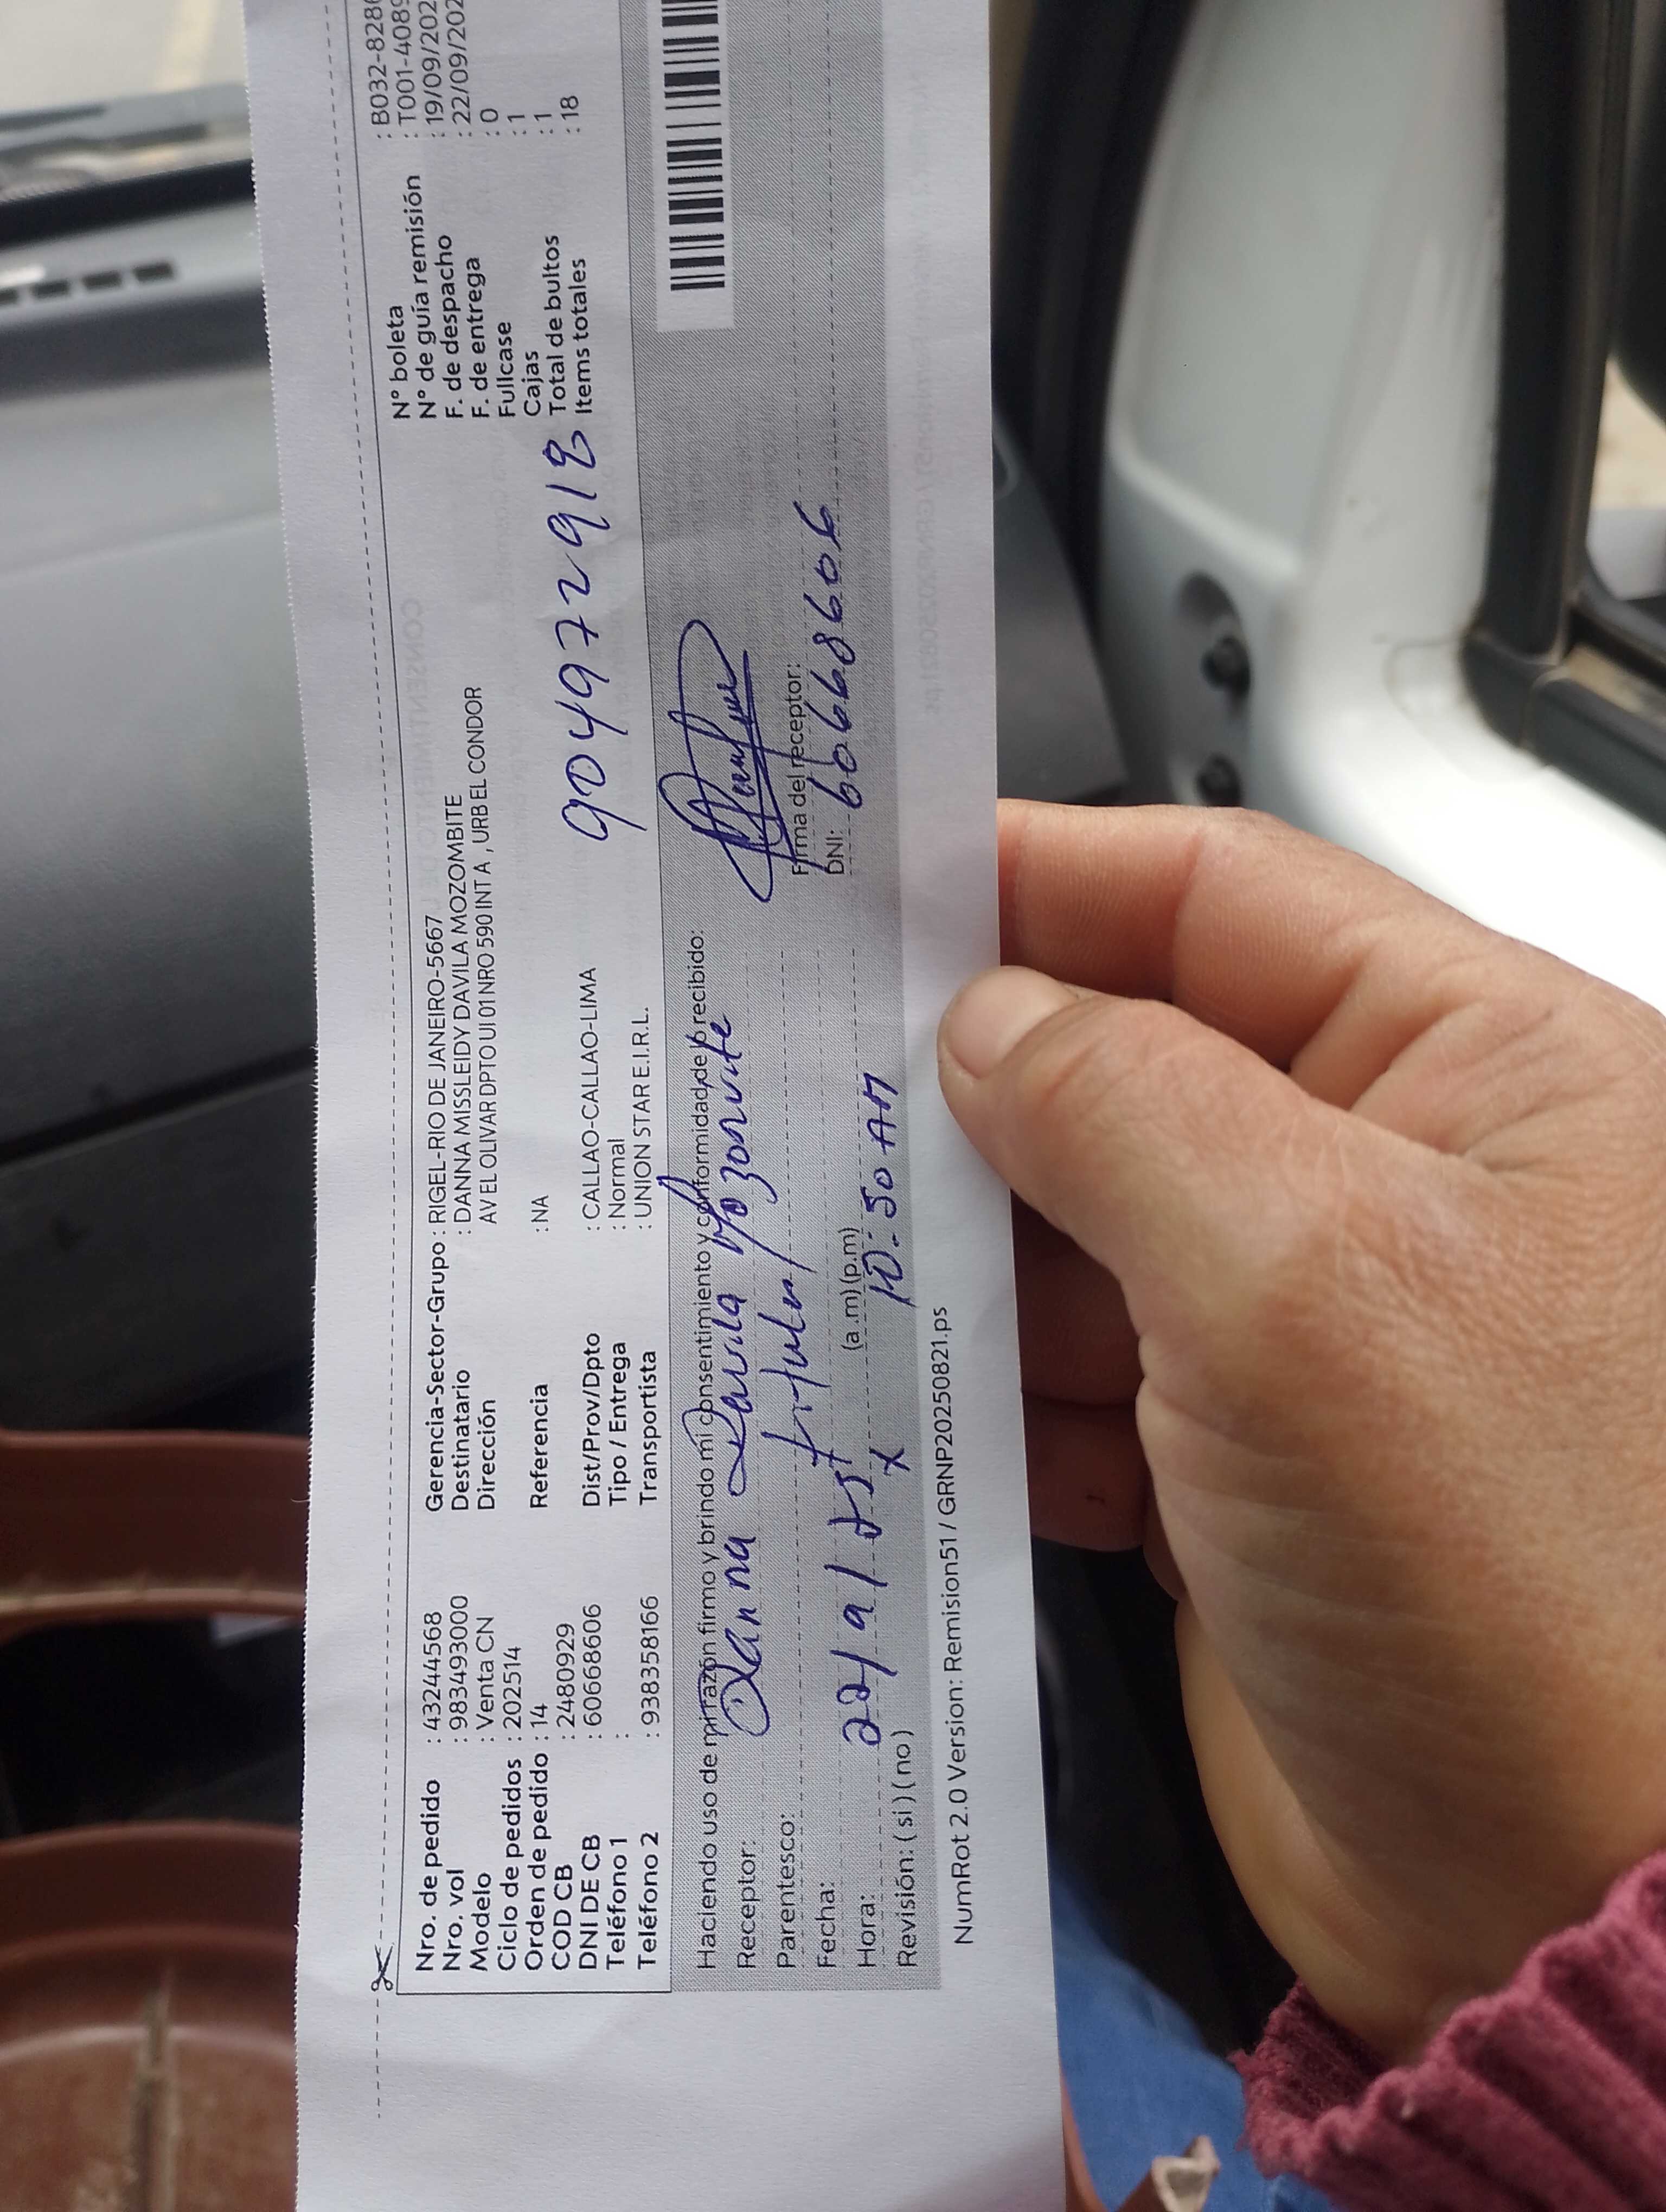 Nro. de pedido : 43244568
Nro. vol : 983493000
Modelo : Venta CN
Ciclo de pedidos : 202514
Orden de pedido : 14
COD CB : 2480929
DNI DE CB : 60668606
Teléfono 1 :
Teléfono 2 : 938358166
Gerencia-Sector-Grupo : RIGEL-RIO DE JANEIRO-5667
Destinatario : DANNA MISSLEIDY DAVILA MOZOMBITE
Dirección AV EL OLIVAR DPTO UI 01 NRO 590 INT A , URB EL CONDOR
Referencia : NA
Dist/Prov/Dpto : CALLAO-CALLAO-LIMA
Tipo / Entrega : Normal
Transportista : UNION STAR E.I.R.L.
904972918
N° boleta : B032-828
N° de guía remisión : T001-408
F. de despacho : 19/09/202
F. de entrega : 22/09/202
Fullcase : 0
Cajas : 1
Total de bultos : 1
Items totales : 18
Haciendo uso de mi razón firmo y brindo mi consentimiento y conformidad de lo recibido:
Receptor: Danna Davila Mozonvite
Parentesco: titular
Fecha: 22/9/25
Hora: (a.m) (p.m) 10:50 AM
Revisión: ( si ) ( no ) X
Firma del receptor:
DNI: 60668606
NumRot 2.0 Version: Remision51 / GRNP20250821.ps